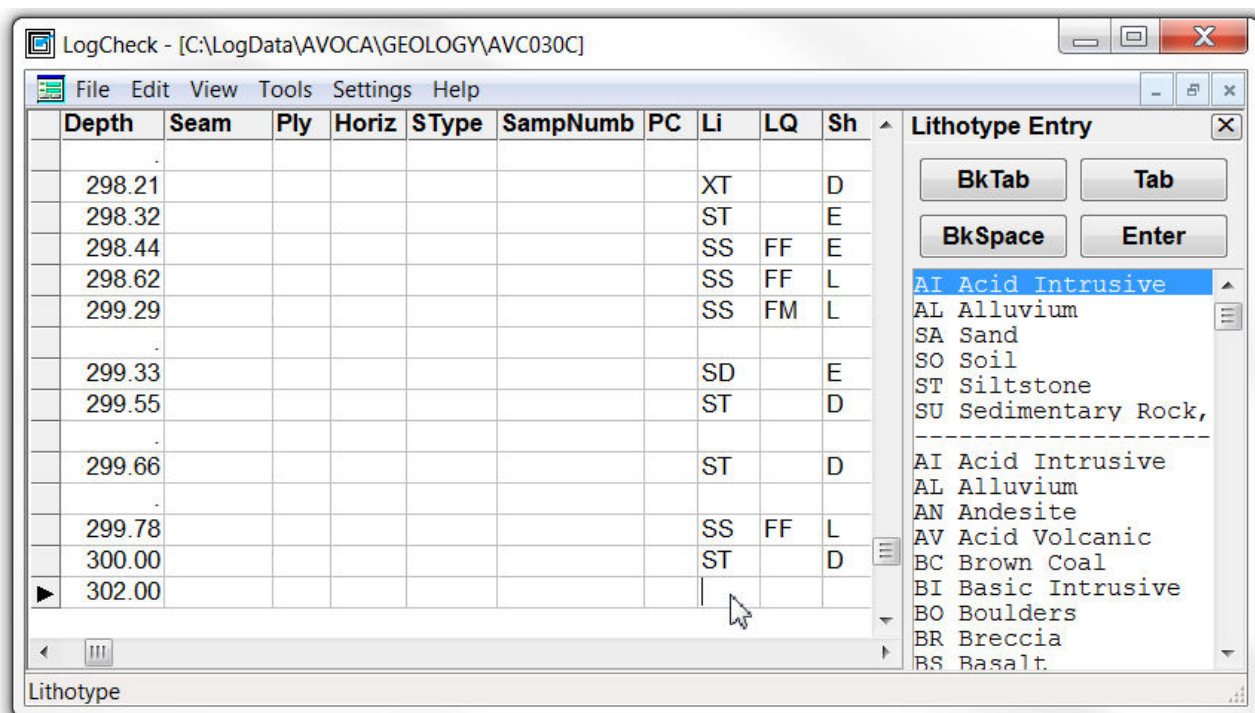 LogCheck - [C:\LogData\AVOCA\GEOLOGY\AVC030C]
File Edit View Tools Settings Help
Depth Seam Ply Horiz SType SampNumb PC Li LQ Sh
.
298.21 XT D
298.32 ST E
298.44 SS FF E
298.62 SS FF L
299.29 SS FM L
.
299.33 SD E
299.55 ST D
.
299.66 ST D
.
299.78 SS FF L
300.00 ST D
302.00
Lithotype Entry
BkTab Tab
BkSpace Enter
AI Acid Intrusive
AL Alluvium
SA Sand
SO Soil
ST Siltstone
SU Sedimentary Rock,
---------------------
AI Acid Intrusive
AL Alluvium
AN Andesite
AV Acid Volcanic
BC Brown Coal
BI Basic Intrusive
BO Boulders
BR Breccia
BS Basalt
Lithotype